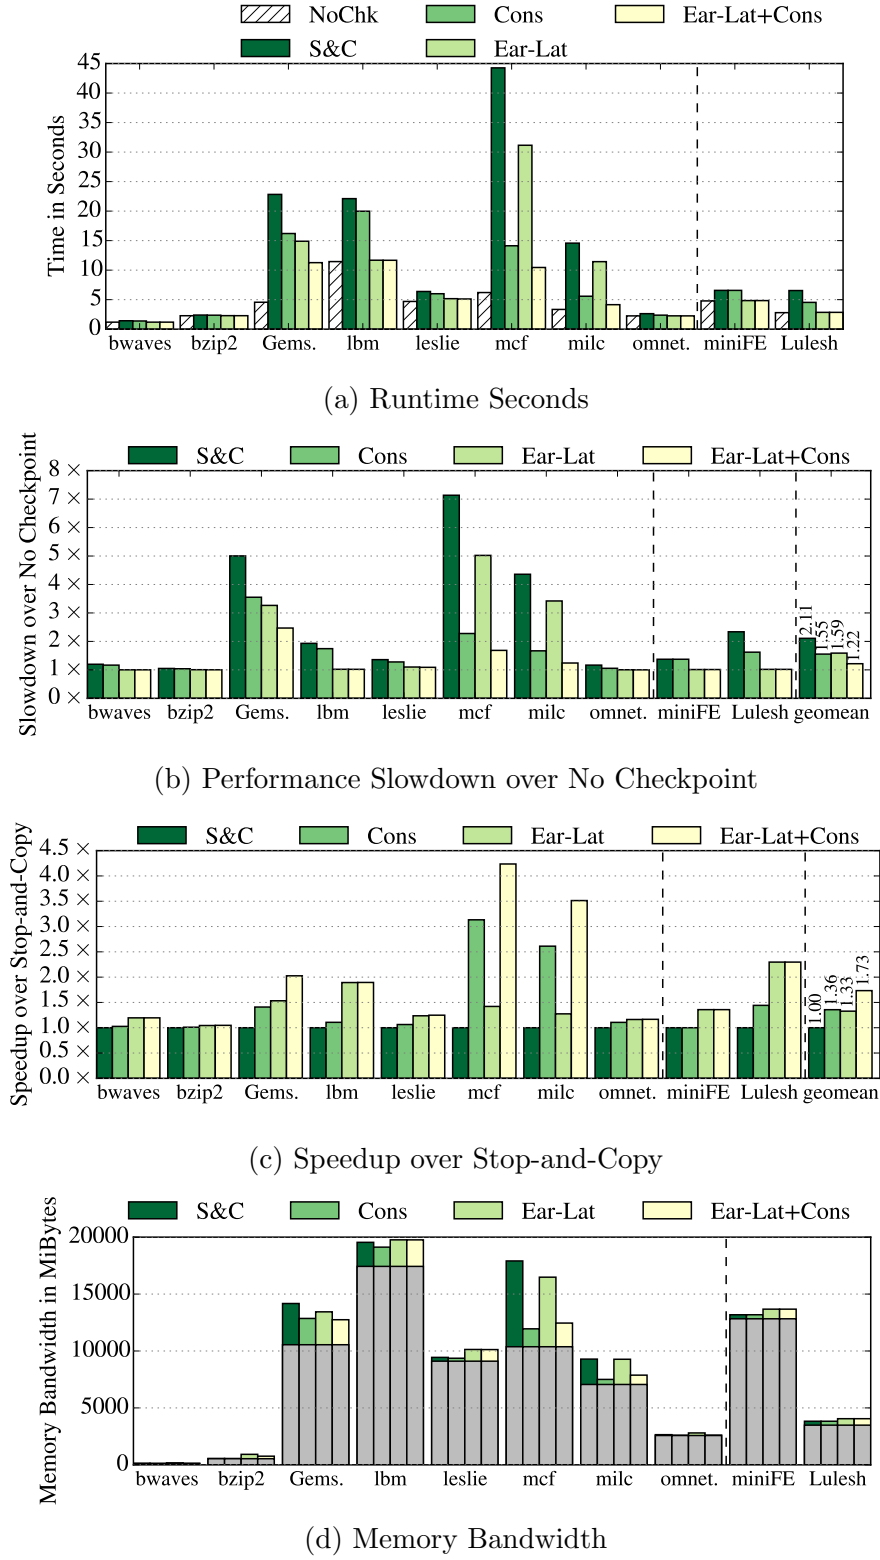 NoChk Cons Ear-Lat+Cons
S&C Ear-Lat
Time in Seconds
45
40
35
30
25
20
15
10
5
0
bwaves bzip2 Gems. lbm leslie mcf milc omnet. miniFE Lulesh
(a) Runtime Seconds
S&C Cons Ear-Lat Ear-Lat+Cons
Slowdown over No Checkpoint
8 ×
7 ×
6 ×
5 ×
4 ×
3 ×
2 ×
1 ×
0 ×
2.11 1.55 1.59 1.22
bwaves bzip2 Gems. lbm leslie mcf milc omnet. miniFE Lulesh geomean
(b) Performance Slowdown over No Checkpoint
S&C Cons Ear-Lat Ear-Lat+Cons
Speedup over Stop-and-Copy
4.5 ×
4.0 ×
3.5 ×
3.0 ×
2.5 ×
2.0 ×
1.5 ×
1.0 ×
0.5 ×
0.0 ×
1.00 1.36 1.33 1.73
bwaves bzip2 Gems. lbm leslie mcf milc omnet. miniFE Lulesh geomean
(c) Speedup over Stop-and-Copy
S&C Cons Ear-Lat Ear-Lat+Cons
Memory Bandwidth in MiBytes
20000
15000
10000
5000
0
bwaves bzip2 Gems. lbm leslie mcf milc omnet. miniFE Lulesh
(d) Memory Bandwidth